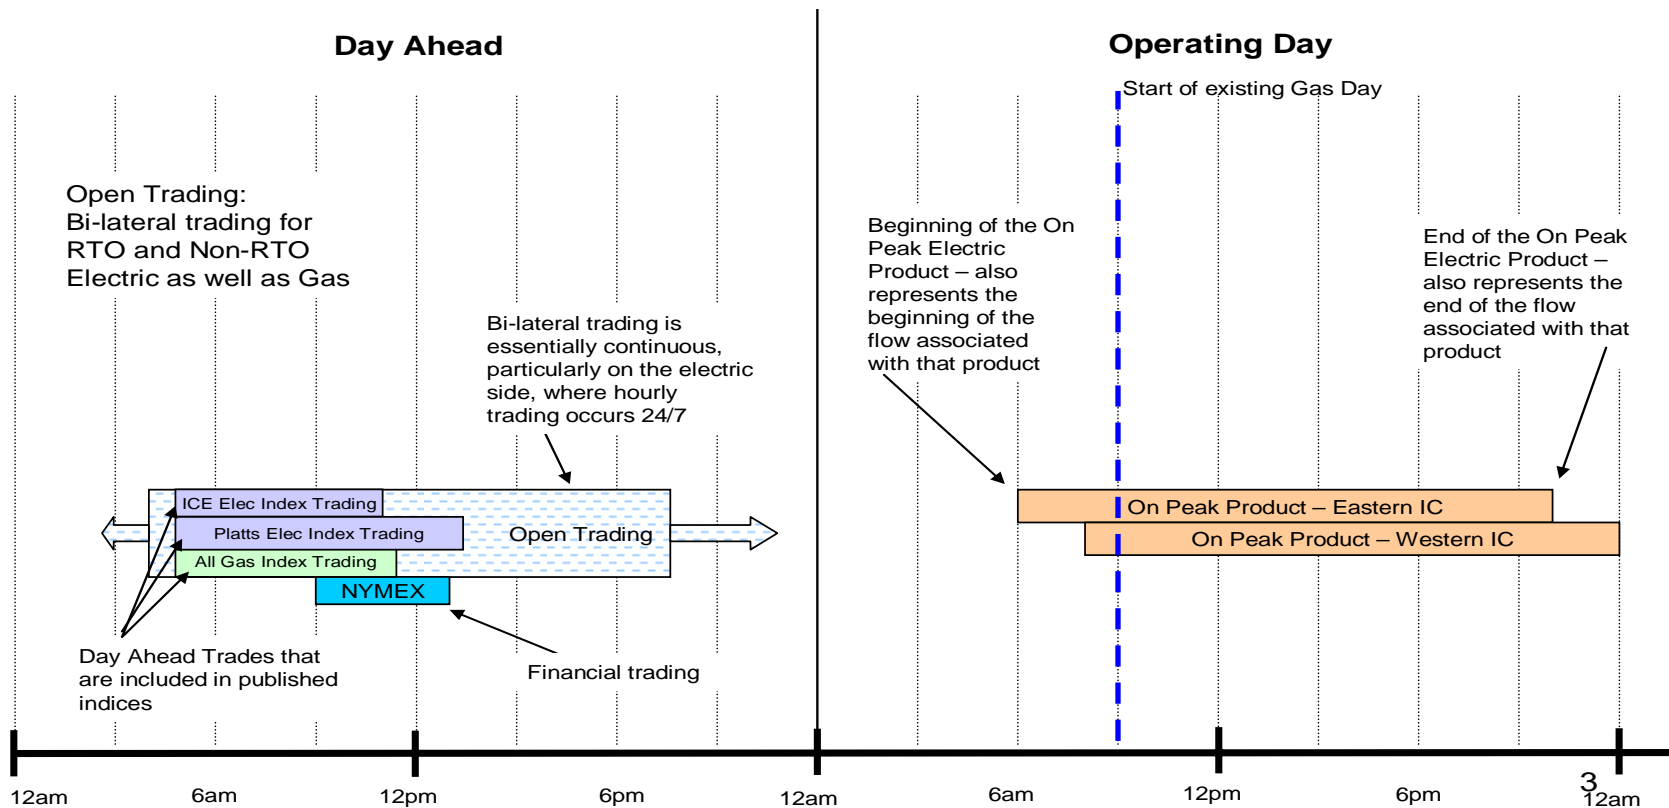 Day Ahead
Operating Day
Start of existing Gas Day
Open Trading:
Bi-lateral trading for
RTO and Non-RTO
Electric as well as Gas
Bi-lateral trading is
essentially continuous,
particularly on the electric
side, where hourly
trading occurs 24/7
Beginning of the On
Peak Electric
Product – also
represents the
beginning of the
flow associated
with that product
End of the On Peak
Electric Product –
also represents the
end of the flow
associated with that
product
ICE Elec Index Trading
Platts Elec Index Trading
All Gas Index Trading
Open Trading
NYMEX
On Peak Product – Eastern IC
On Peak Product – Western IC
Day Ahead Trades that
are included in published
indices
Financial trading
12am
6am
12pm
6pm
12am
6am
12pm
6pm
12am
3